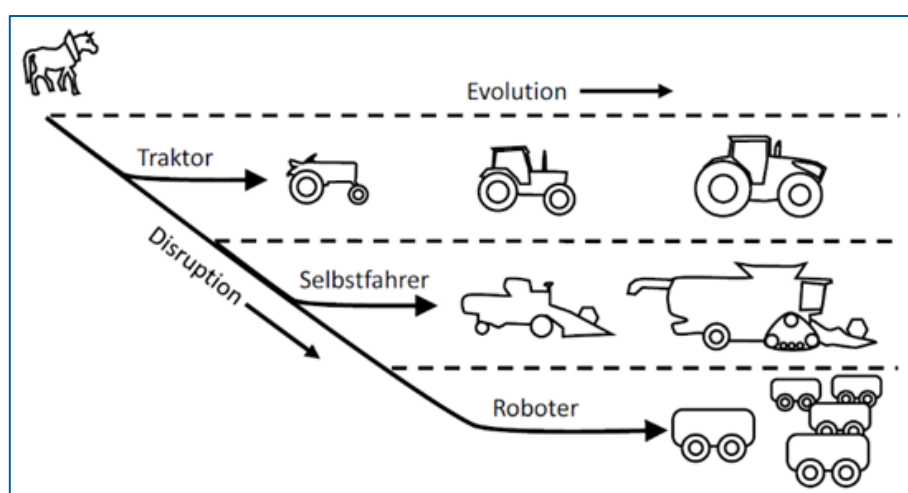 Evolution
Traktor
Disruption
Selbstfahrer
Roboter